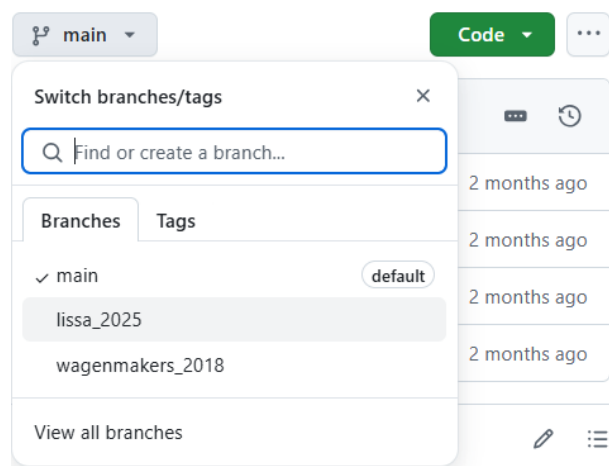 main
Code
Switch branches/tags
Find or create a branch...
2 months ago
Branches
Tags
2 months ago
main
default
2 months ago
lissa_2025
2 months ago
wagenmakers_2018
View all branches